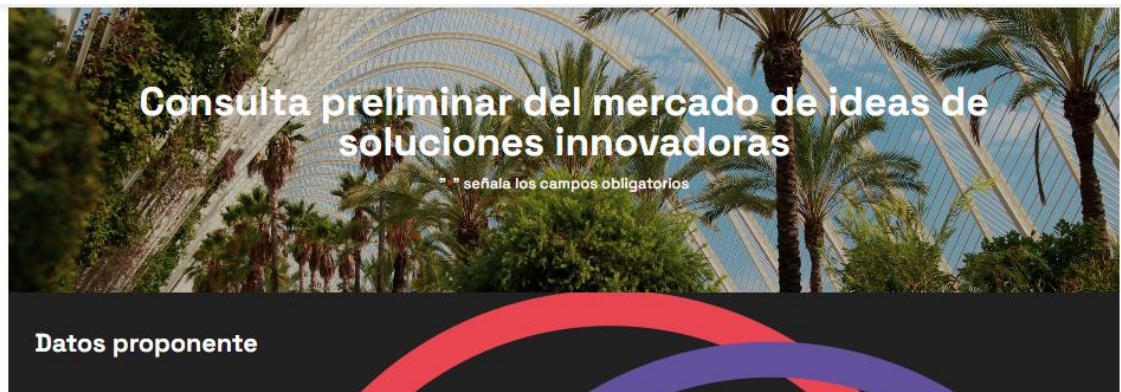 Consulta preliminar del mercado de ideas de
soluciones innovadoras
" " señala los campos obligatorios
Datos proponente